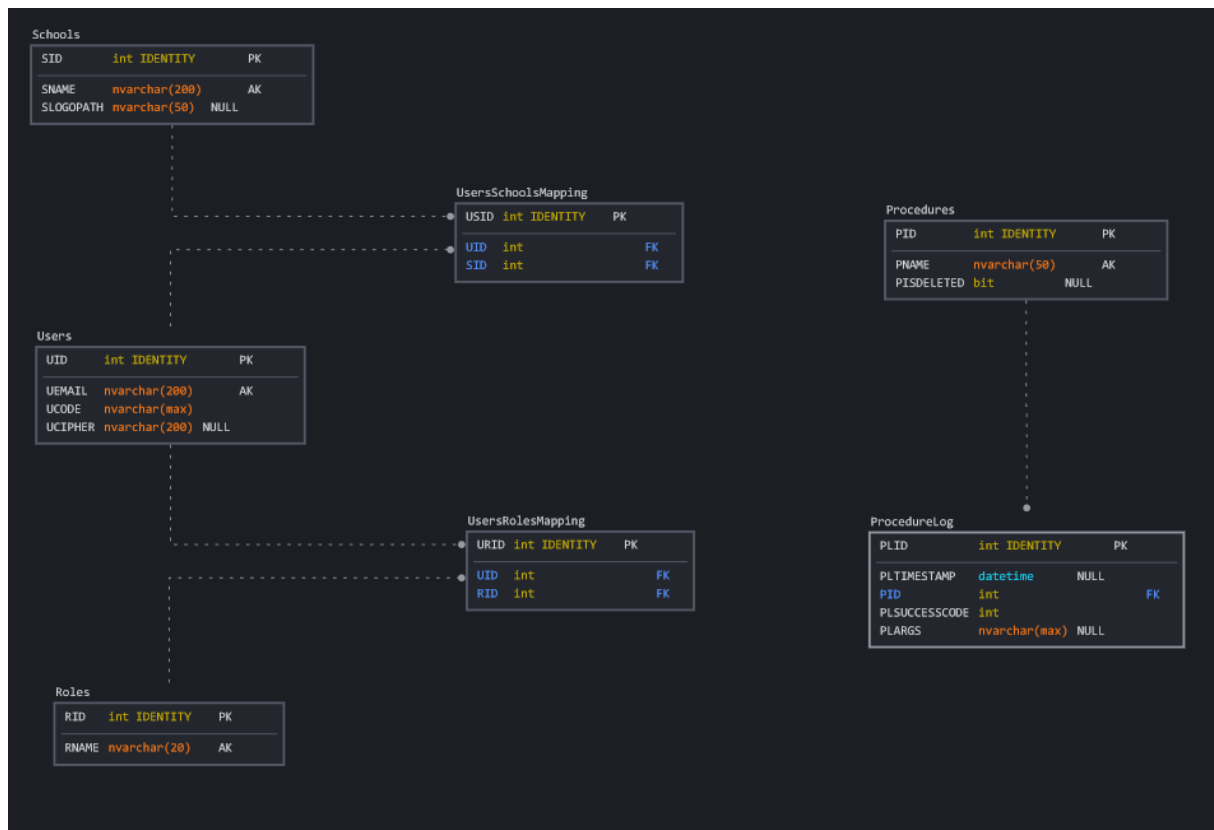 Schools
SID int IDENTITY PK
SNAME nvarchar(200) AK
SLOGOPATH nvarchar(50) NULL
UsersSchoolsMapping
USID int IDENTITY PK
UID int FK
SID int FK
Procedures
PID int IDENTITY PK
PNAME nvarchar(50) AK
PISDELETED bit NULL
Users
UID int IDENTITY PK
UEMAIL nvarchar(200) AK
UCODE nvarchar(max)
UCIPHER nvarchar(200) NULL
UsersRolesMapping
URID int IDENTITY PK
UID int FK
RID int FK
ProcedureLog
PLID int IDENTITY PK
PLTIMESTAMP datetime NULL
PID int FK
PLSUCCESSCODE int
PLARGS nvarchar(max) NULL
Roles
RID int IDENTITY PK
RNAME nvarchar(20) AK